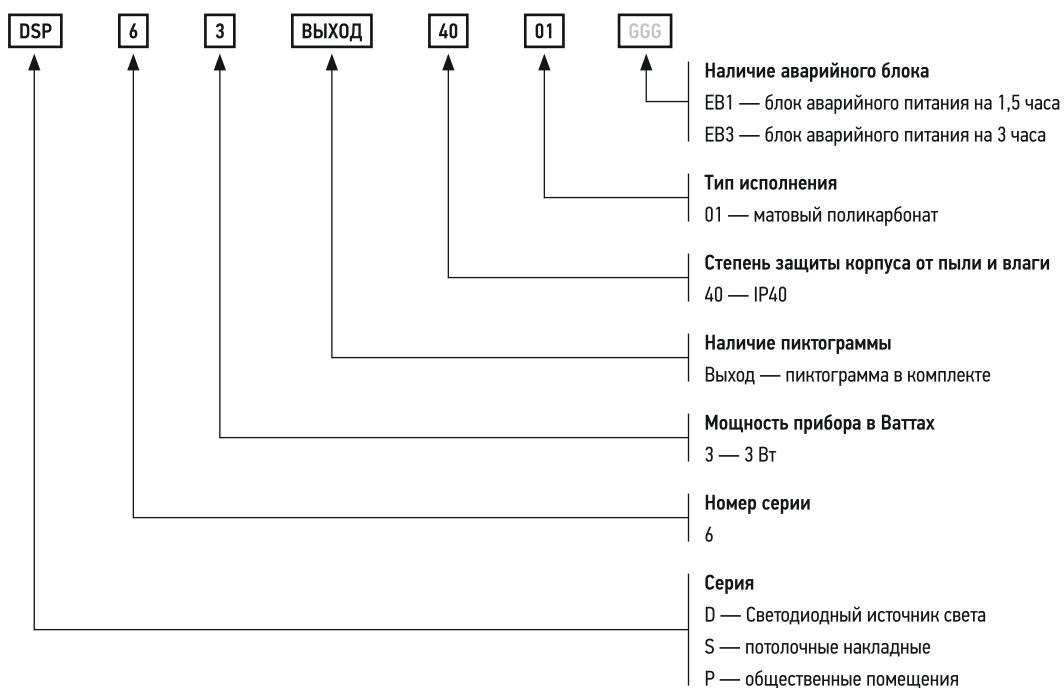 DSP 6 3 ВЫХОД 40 01 GGG
Наличие аварийного блока
EB1 — блок аварийного питания на 1,5 часа
EB3 — блок аварийного питания на 3 часа
Тип исполнения
01 — матовый поликарбонат
Степень защиты корпуса от пыли и влаги
40 — IP40
Наличие пиктограммы
Выход — пиктограмма в комплекте
Мощность прибора в Ваттах
3 — 3 Вт
Номер серии
6
Серия
D — Светодиодный источник света
S — потолочные накладные
P — общественные помещения